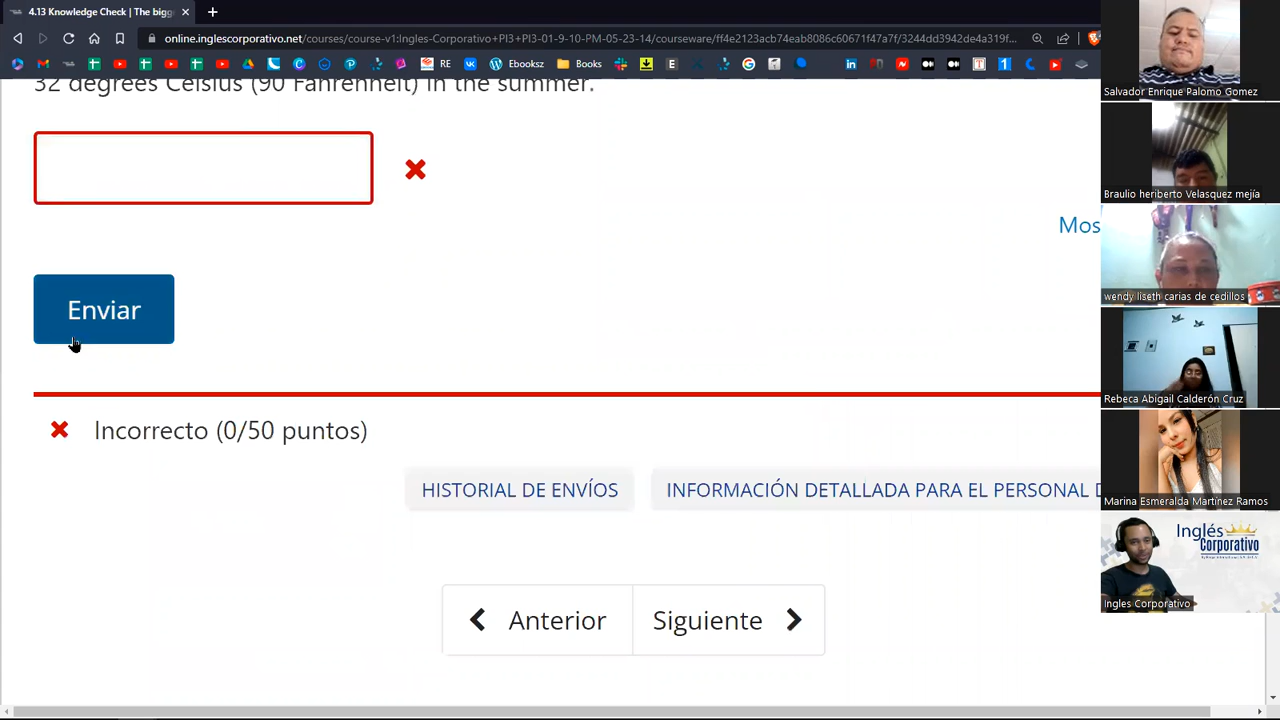 4.13 Knowledge Check | The bigg
online.inglescorporativo.net/courses/course-v1:Ingles-C
PI3+PI3-01-9-10-PM-05-23-14/courseware/ff4e2123acb74eab8086c60671f47a7f/3244dd3942de4a319f...
RE
Ebooksz
Books
32 degrees Celsius (90 Fahrenheit) in the summer.
Mos
Enviar
Incorrecto (0/50 puntos)
HISTORIAL DE ENVÍOS
INFORMACIÓN DETALLADA PARA EL PERSONAL D
Anterior
Siguiente
Salvador Enrique Palomo Gomez
Braulio heriberto Velasquez mejía
wendy liseth carias de cedillos
Rebeca Abigail Calderón Cruz
Marina Esmeralda Martínez Ramos
Inglés
Corporativo
Ingles Corporativo